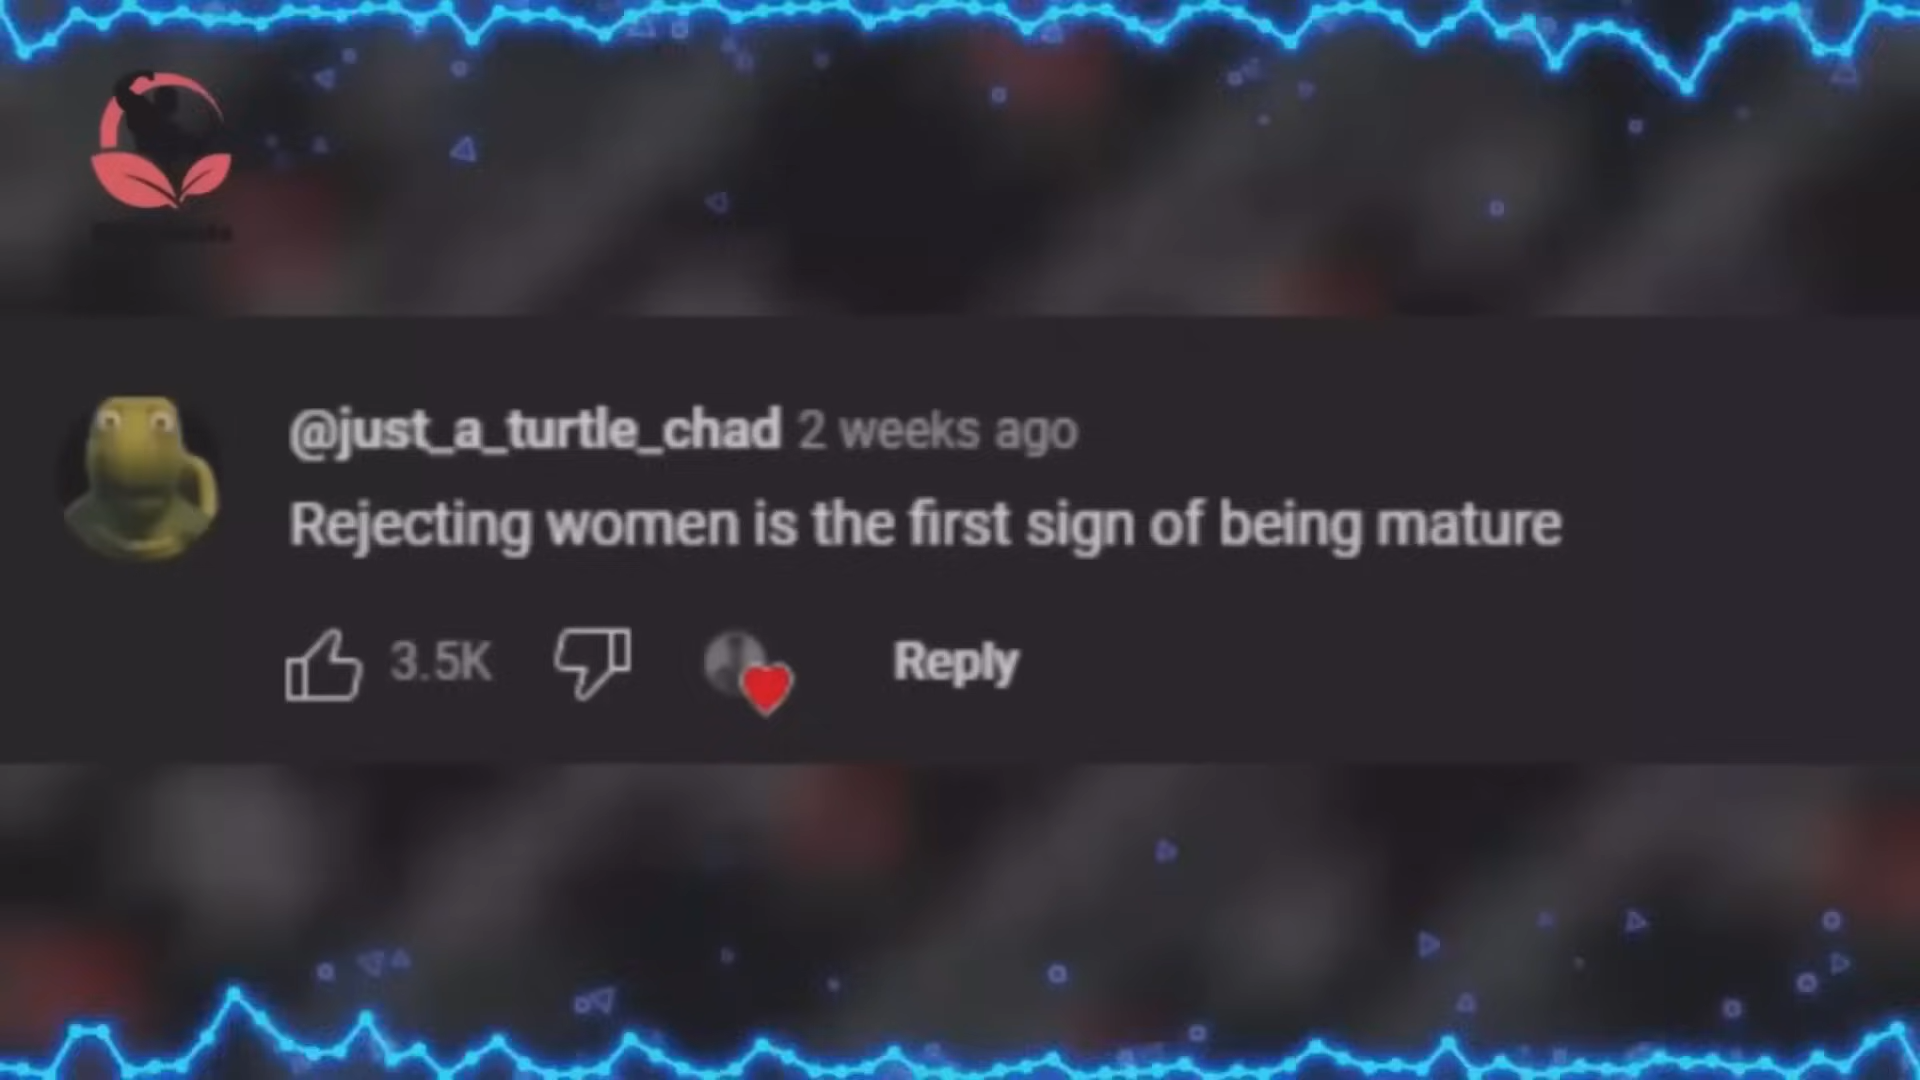 @just_a_turtle_chad 2 weeks ago
Rejecting women is the first sign of being mature
3.5K
Reply